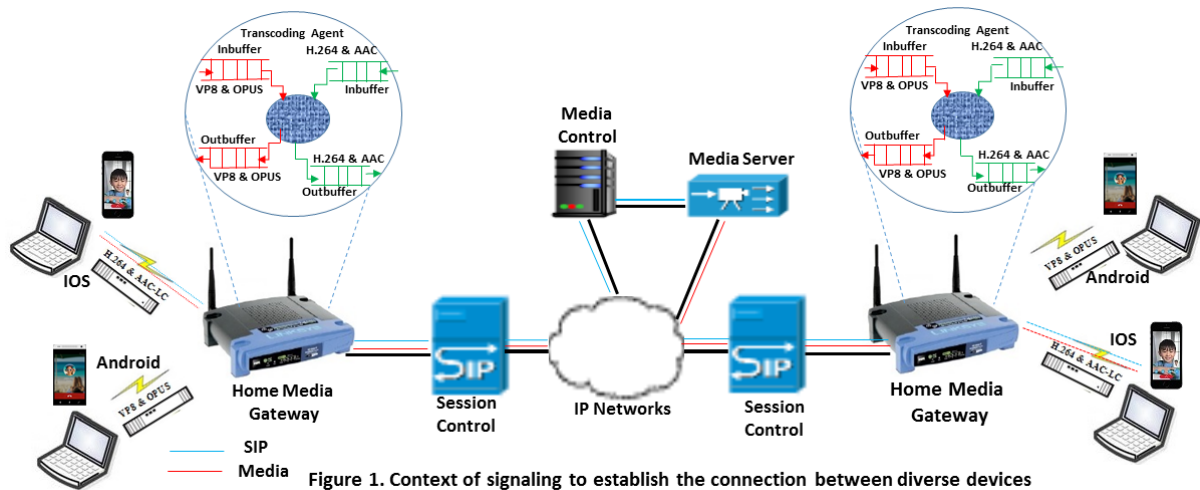 Transcoding Agent
Inbuffer
H.264 & AAC
VP8 & OPUS
Inbuffer
Outbuffer
H.264 & AAC
VP8 & OPUS
Outbuffer
Transcoding Agent
Inbuffer
H.264 & AAC
VP8 & OPUS
Inbuffer
Outbuffer
H.264 & AAC
VP8 & OPUS
Outbuffer
Media
Control
Media Server
IOS
H.264 & AAC-LC
Android
VP8 & OPUS
Home Media
Gateway
SIP
Session
Control
IP Networks
SIP
Session
Control
Home Media
Gateway
VP8 & OPUS
Android
IOS
H.264 & AAC-LC
SIP
Media
Figure 1. Context of signaling to establish the connection between diverse devices